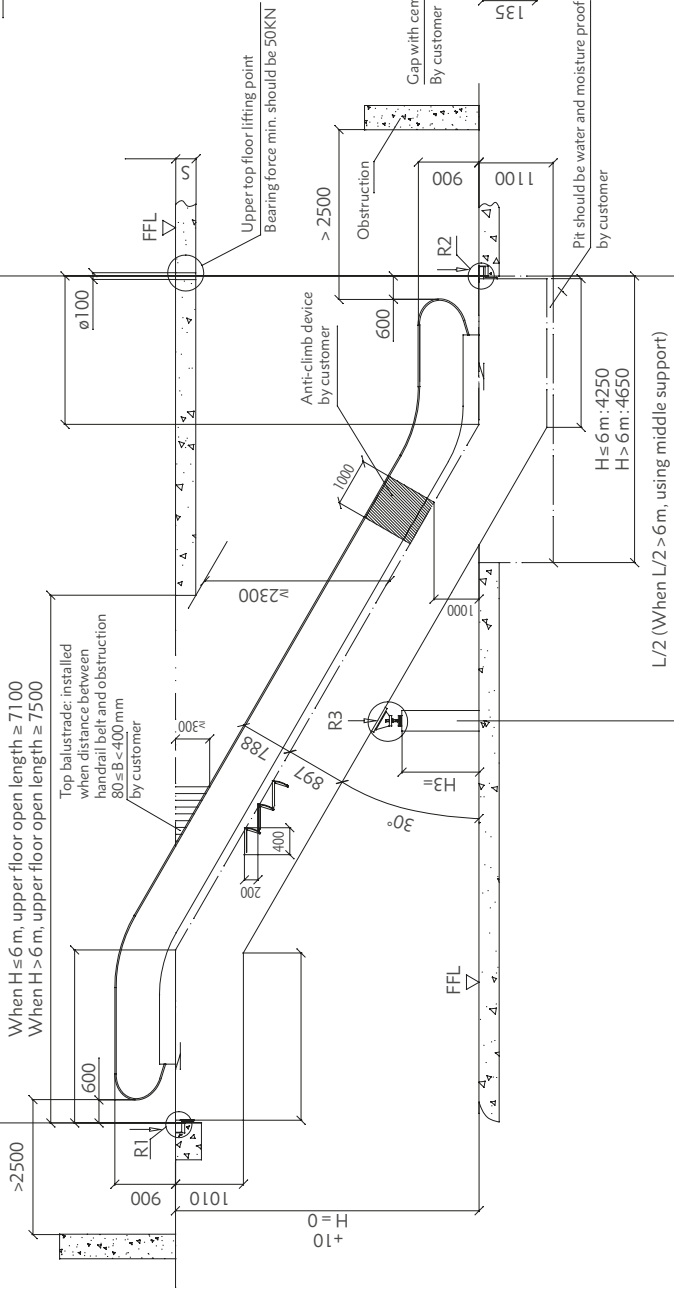 When H ≤ 6 m, upper floor open length ≥ 7100
When H > 6 m, upper floor open length ≥ 7500
>2500
600
R1
900
1010
+10
H = 0
Top balustrade: installed
when distance between
handrail belt and obstruction
80 ≤ B < 400 mm
by customer
≥300
ø100
FFL
S
Upper top floor lifting point
Bearing force min. should be 50KN
≥2300
788
897
200
400
30°
R3
H3=
1000
1000
Anti-climb device
by customer
600
> 2500
Obstruction
R2
900
1100
Gap with cem
By customer
135
Pit should be water and moisture proof
by customer
FFL
H ≤ 6 m :4250
H > 6 m :4650
L/2 (When L/2 > 6 m, using middle support)